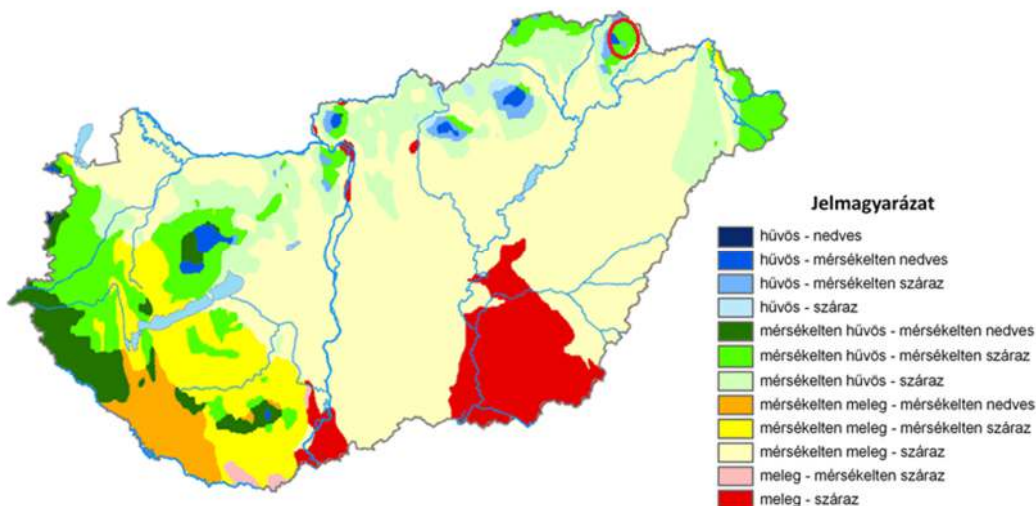 Jelmagyarázat
hűvös - nedves
hűvös - mérsékelten nedves
hűvös - mérsékelten száraz
hűvös - száraz
mérsékelten hűvös - mérsékelten nedves
mérsékelten hűvös - mérsékelten száraz
mérsékelten hűvös - száraz
mérsékelten meleg - mérsékelten nedves
mérsékelten meleg - mérsékelten száraz
mérsékelten meleg - száraz
meleg - mérsékelten száraz
meleg - száraz